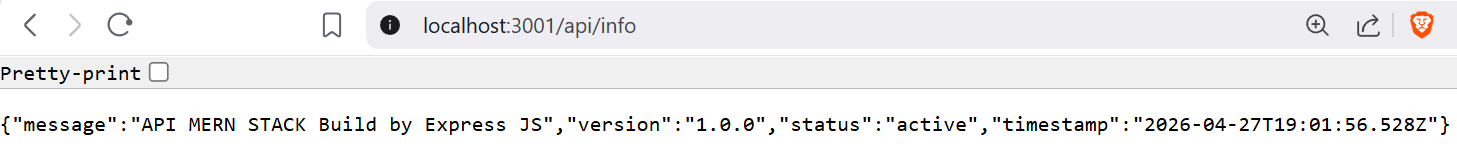 localhost:3001/api/info
Pretty-print
{"message":"API MERN STACK Build by Express JS","version":"1.0.0","status":"active","timestamp":"2026-04-27T19:01:56.528Z"}